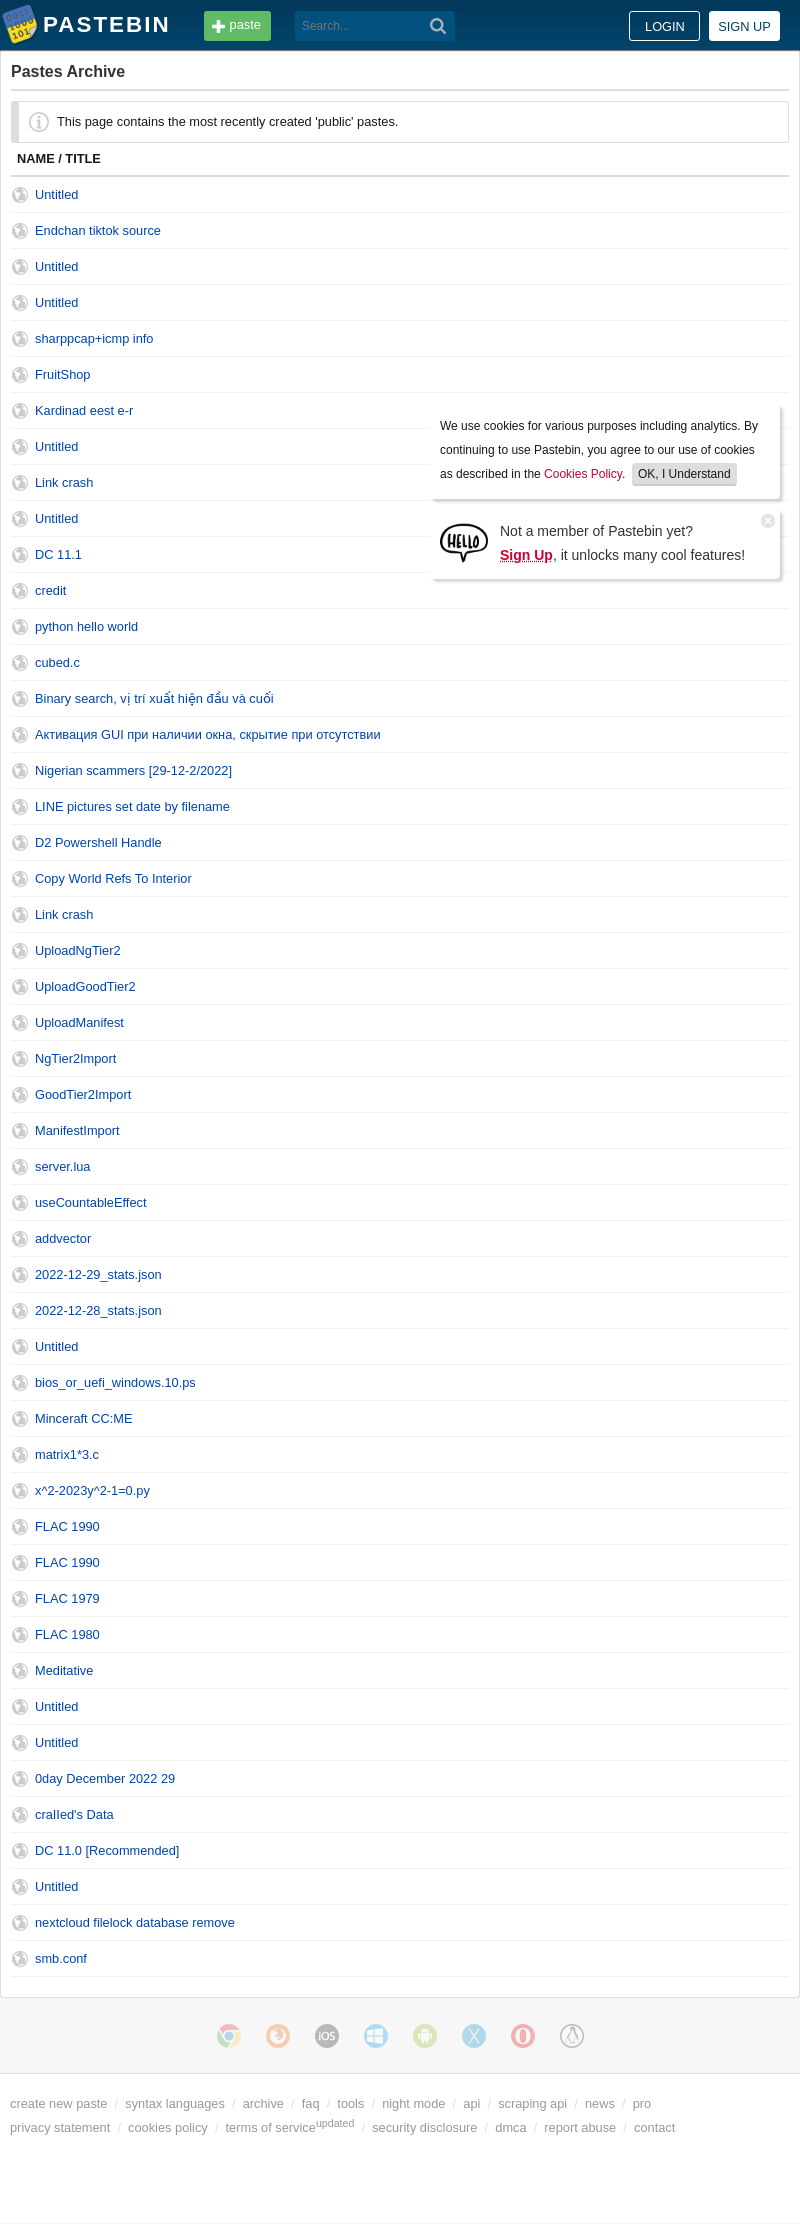 PASTEBIN paste Search... LOGIN SIGN UP
Pastes Archive
This page contains the most recently created 'public' pastes.
NAME / TITLE
Untitled
Endchan tiktok source
Untitled
Untitled
sharppcap+icmp info
FruitShop
Kardinad eest e-r
Untitled
Link crash
Untitled
DC 11.1
We use cookies for various purposes including analytics. By
continuing to use Pastebin, you agree to our use of cookies
as described in the Cookies Policy. OK, I Understand
HELLO
Not a member of Pastebin yet?
Sign Up, it unlocks many cool features!
credit
python hello world
cubed.c
Binary search, vị trí xuất hiện đầu và cuối
Активация GUI при наличии окна, скрытие при отсутствии
Nigerian scammers [29-12-2/2022]
LINE pictures set date by filename
D2 Powershell Handle
Copy World Refs To Interior
Link crash
UploadNgTier2
UploadGoodTier2
UploadManifest
NgTier2Import
GoodTier2Import
ManifestImport
server.lua
useCountableEffect
addvector
2022-12-29_stats.json
2022-12-28_stats.json
Untitled
bios_or_uefi_windows.10.ps
Minceraft CC:ME
matrix1*3.c
x^2-2023y^2-1=0.py
FLAC 1990
FLAC 1990
FLAC 1979
FLAC 1980
Meditative
Untitled
Untitled
0day December 2022 29
craIIed's Data
DC 11.0 [Recommended]
Untitled
nextcloud filelock database remove
smb.conf
iOS
create new paste / syntax languages / archive / faq / tools / night mode / api / scraping api / news / pro
privacy statement / cookies policy / terms of service updated / security disclosure / dmca / report abuse / contact